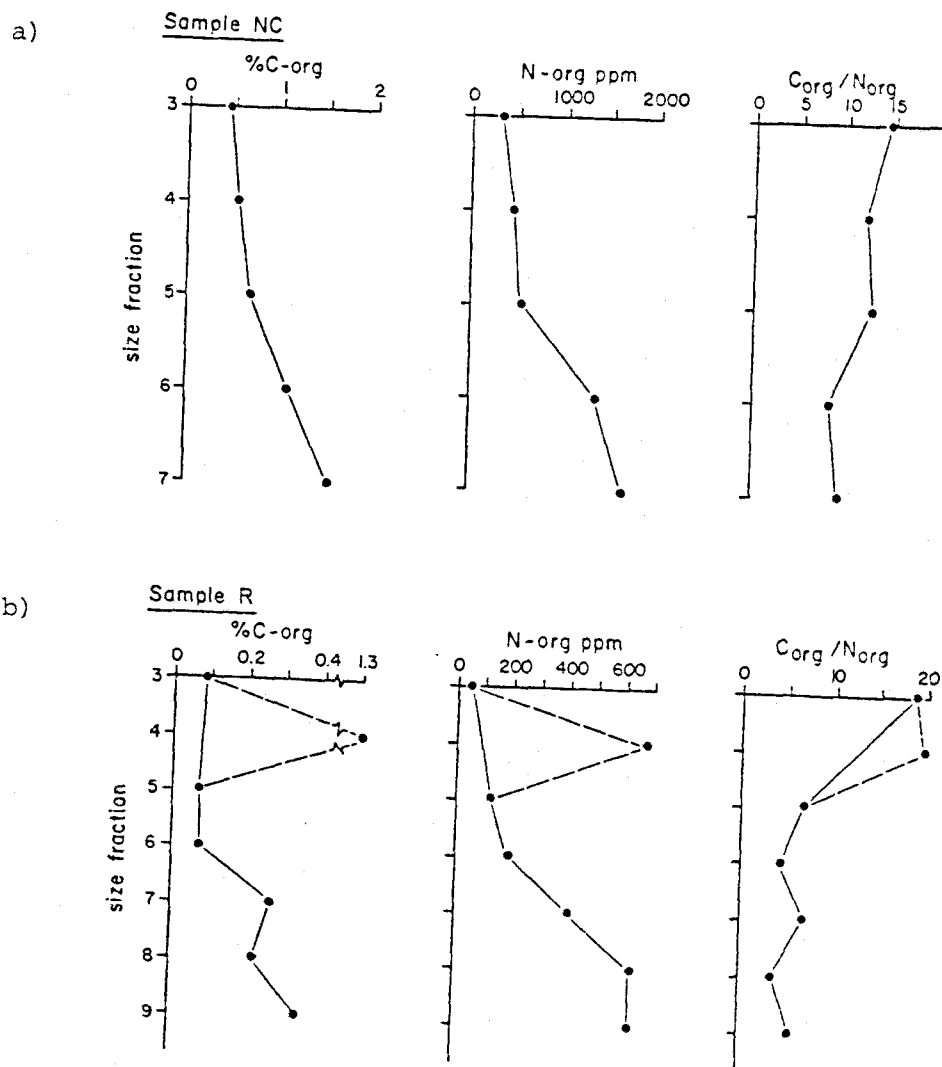 a)
Sample NC
%C-org
0 1 2
N-org ppm
0 1000 2000
Corg/Norg
0 5 10 15
size fraction
3
4
5
6
7
b)
Sample R
%C-org
0 0.2 0.4 1.3
N-org ppm
0 200 400 600
Corg/Norg
10 20
size fraction
3
4
5
6
7
8
9